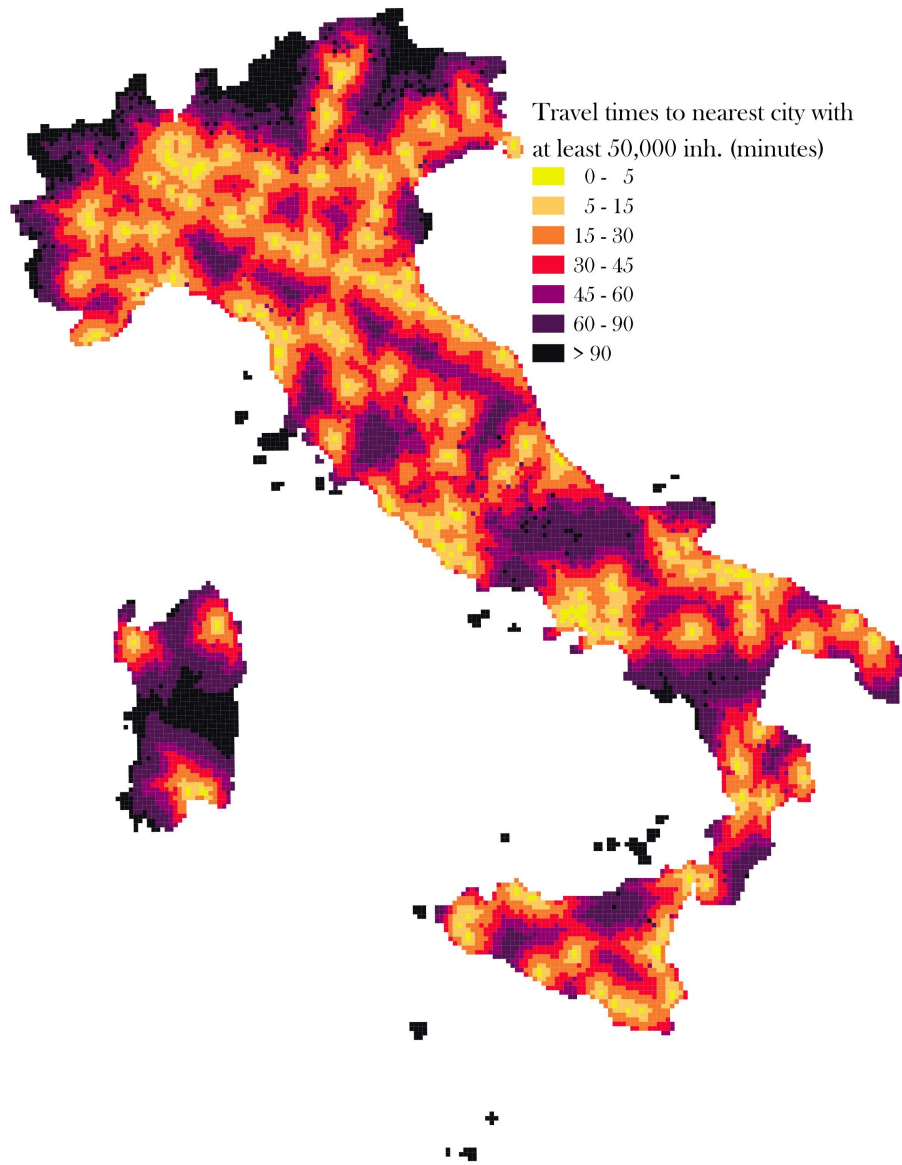 Travel times to nearest city with
at least 50,000 inh. (minutes)
0 - 5
5 - 15
15 - 30
30 - 45
45 - 60
60 - 90
> 90